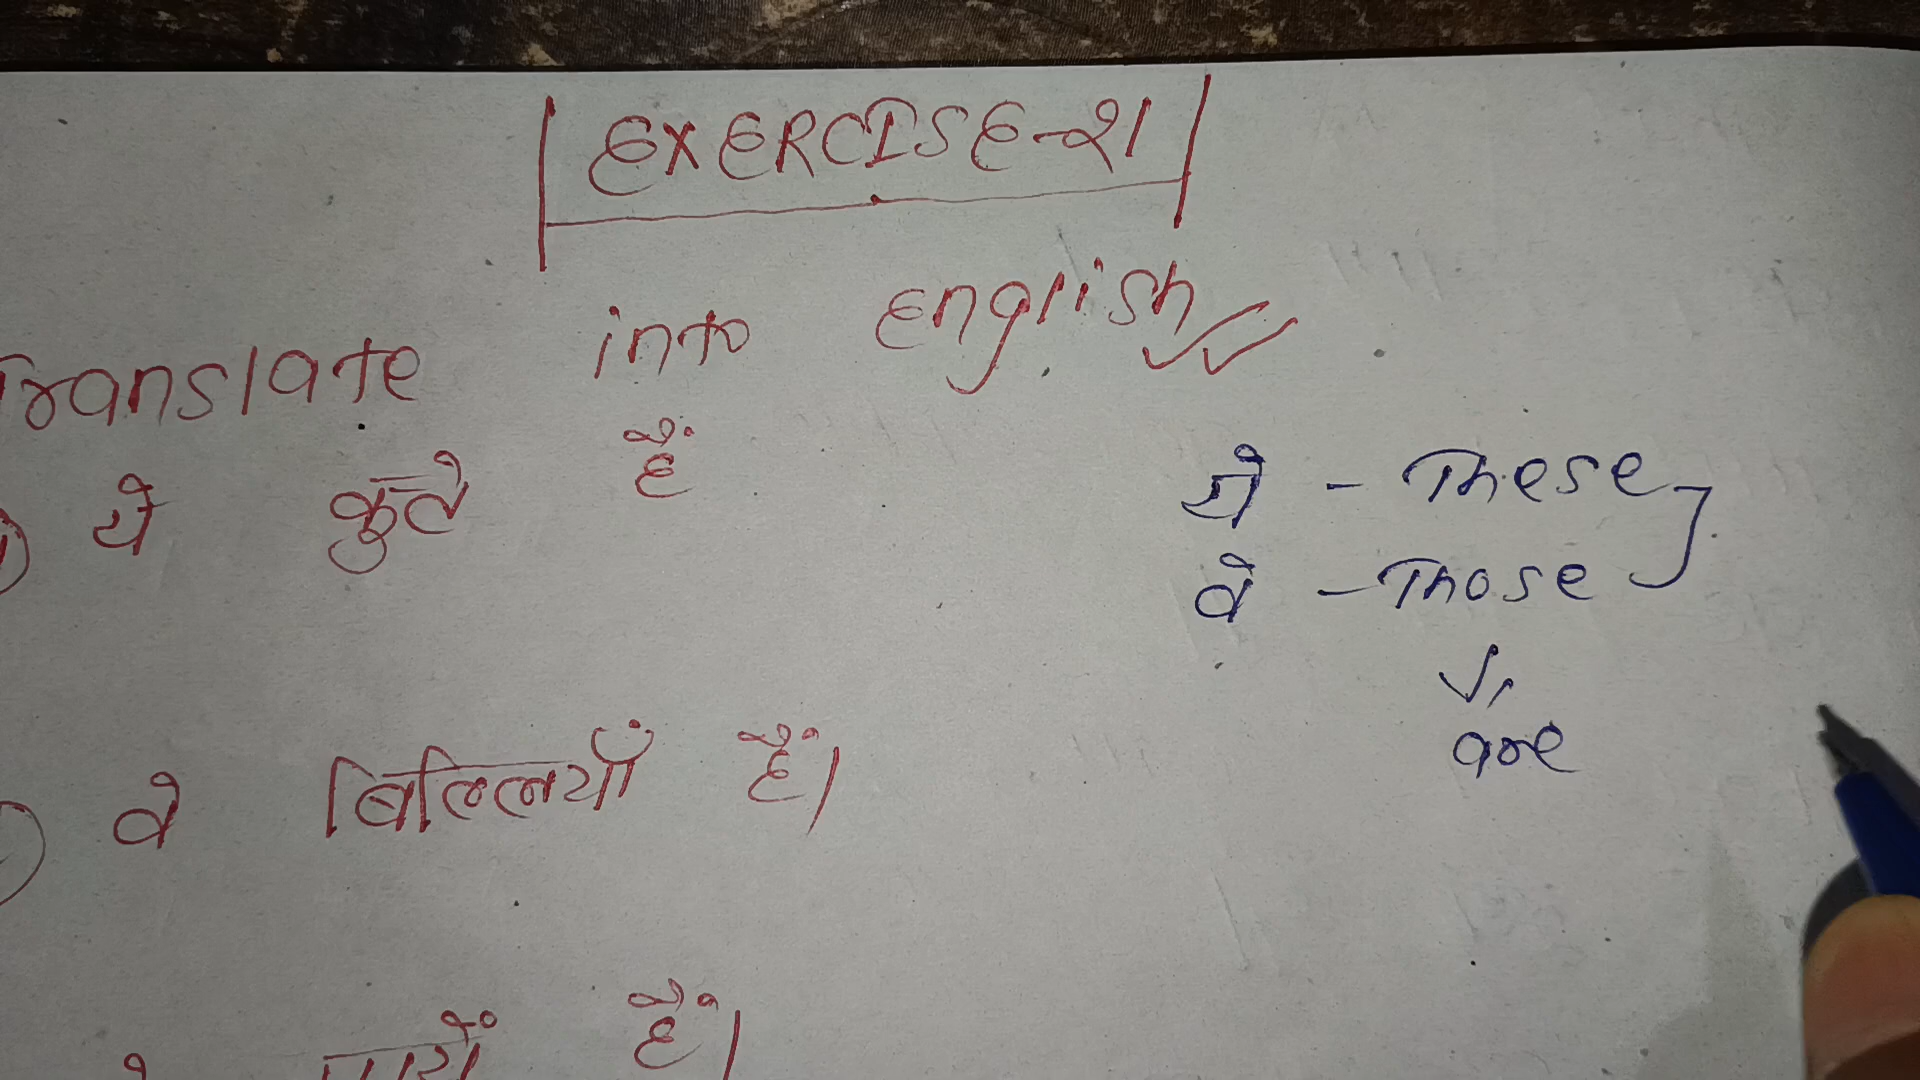 EXERCISE-21
Translate into English
ये कुत्ते हैं
ये - These
वे - Those
are
वे बिल्लियाँ हैं।
हैं।